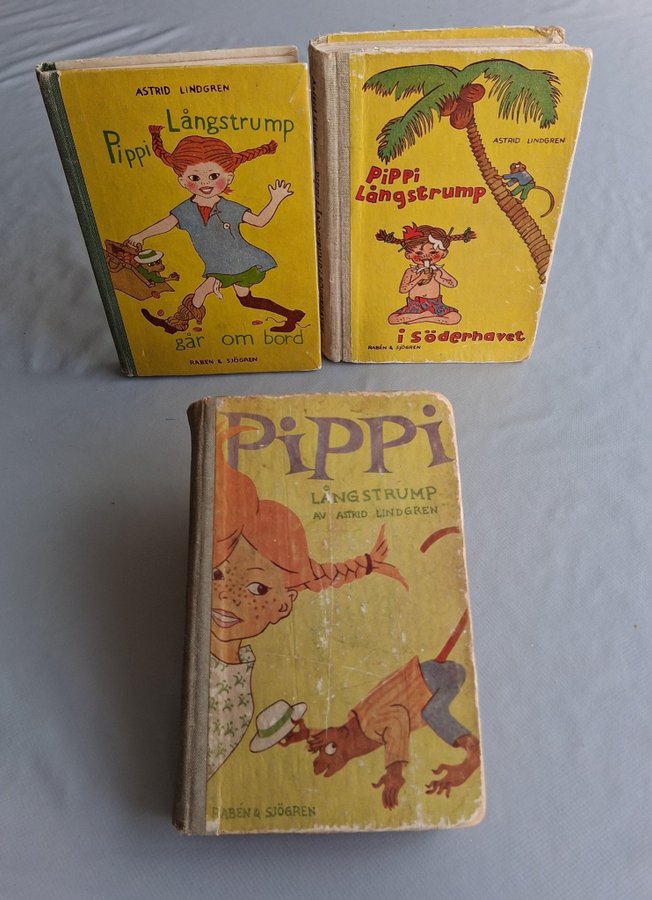 ASTRID LINDGREN
Pippi Långstrump
går om bord
RABÉN & SJÖGREN
ASTRID LINDGREN
PiPPi
Långstrump
i Söderhavet
RABÉN & SJÖGREN
PiPPi
LÅNGSTRUMP
AV ASTRID LINDGREN
RABÉN & SJÖGREN